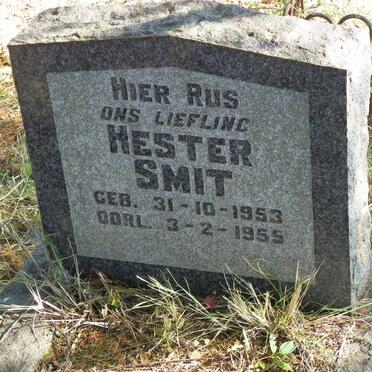 HIER RUS
ONS LIEFLING
HESTER
SMIT
GEB. 31-10-1953
OORL. 3-2-1955